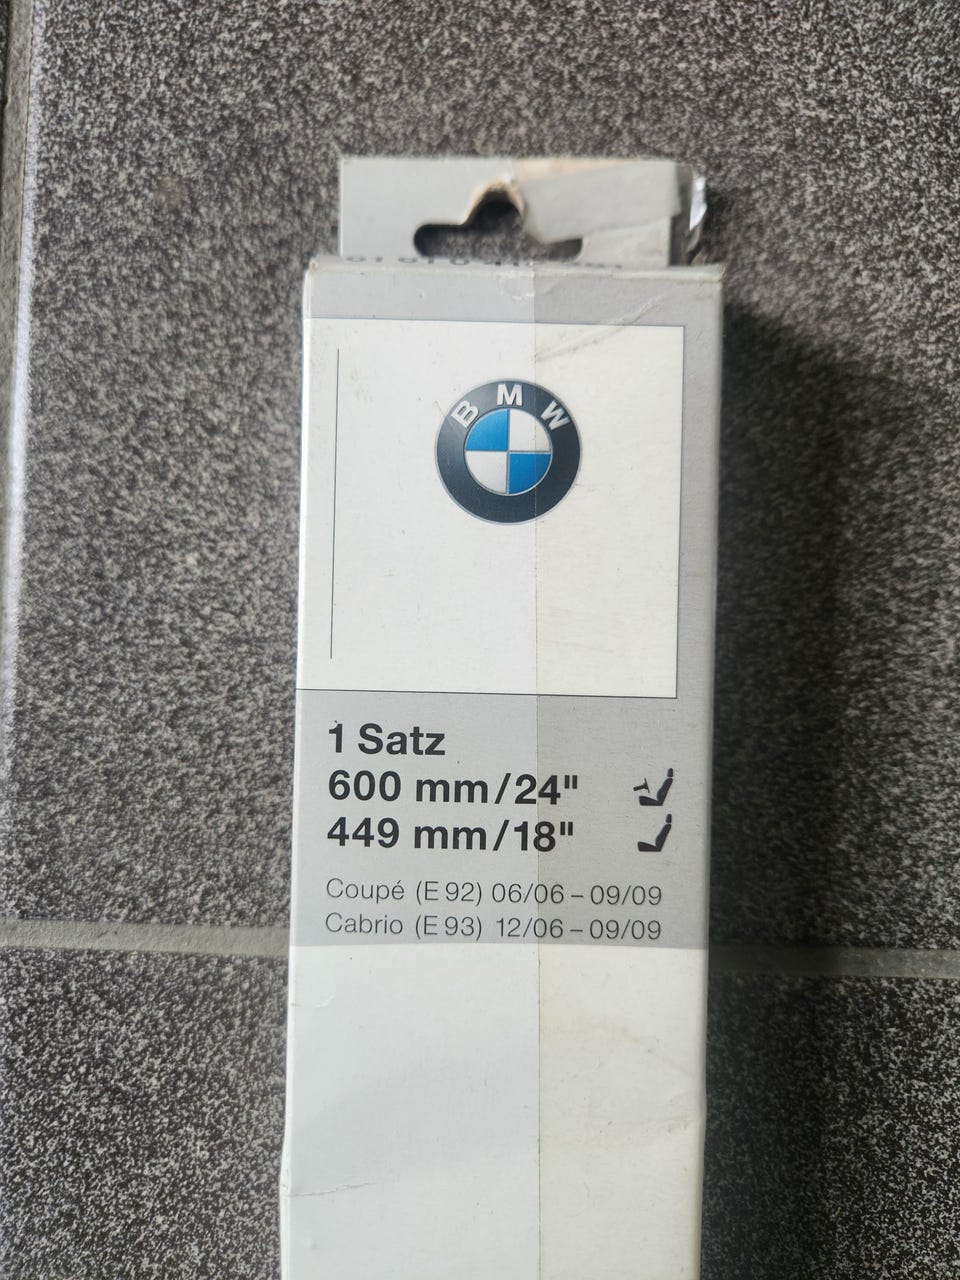 BMW
1 Satz
600 mm/24"
449 mm/18"
Coupé (E 92) 06/06 – 09/09
Cabrio (E 93) 12/06 – 09/09